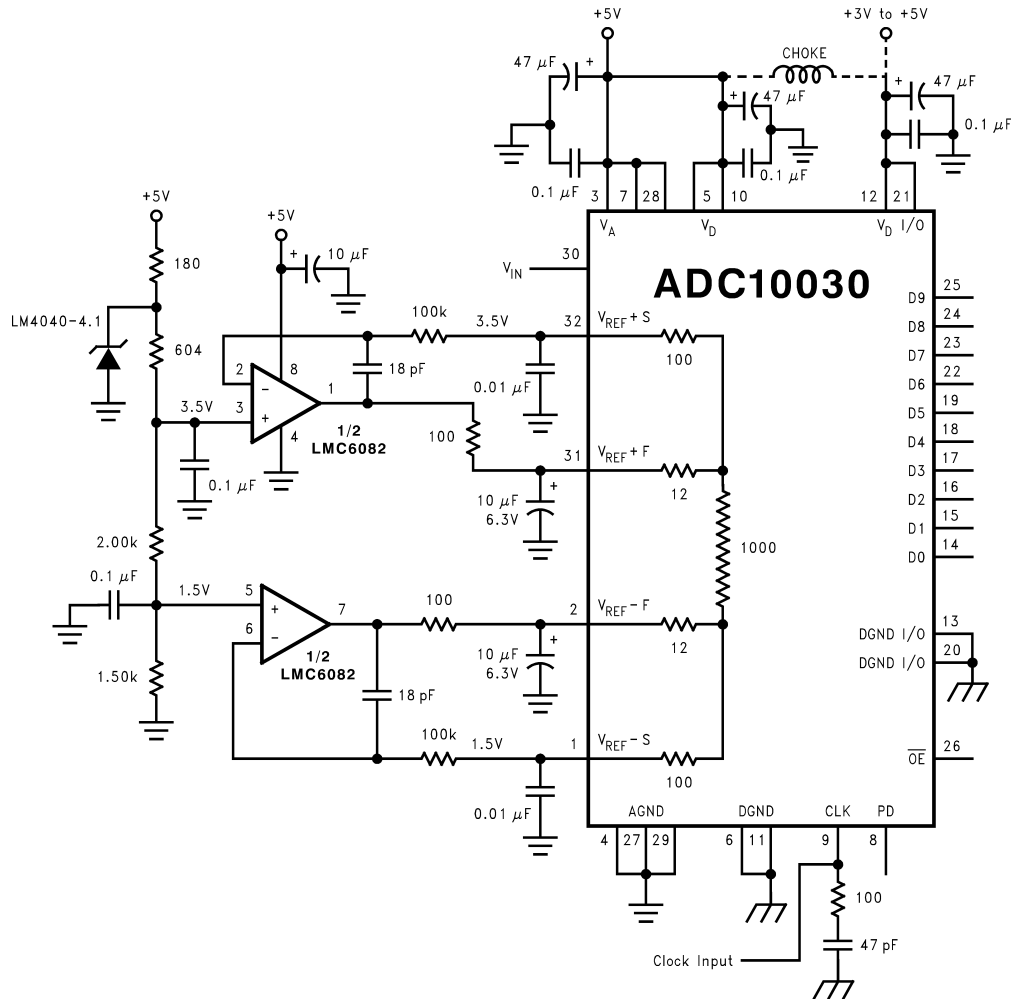 +5V
+3V to +5V
47 μF
+
CHOKE
+
47 μF
+
47 μF
0.1 μF
0.1 μF
0.1 μF
3
7
28
5
10
12
21
V_A
V_D
V_D I/O
+5V
180
LM4040-4.1
604
+5V
+
10 μF
V_IN
30
ADC10030
100k
3.5V
32
V_REF+S
100
2
8
18 pF
0.01 μF
−
1
3.5V
3
+
4
1/2
LMC6082
100
0.1 μF
31
V_REF+F
12
+
10 μF
6.3V
1000
2.00k
0.1 μF
1.5V
5
+
7
6
−
1/2
LMC6082
100
2
V_REF−F
12
+
10 μF
6.3V
18 pF
1.50k
100k
1.5V
1
V_REF−S
100
0.01 μF
D9
25
D8
24
D7
23
D6
22
D5
19
D4
18
D3
17
D2
16
D1
15
D0
14
DGND I/O
13
DGND I/O
20
OE
26
AGND
DGND
CLK
PD
4
27
29
6
11
9
8
100
47 pF
Clock Input